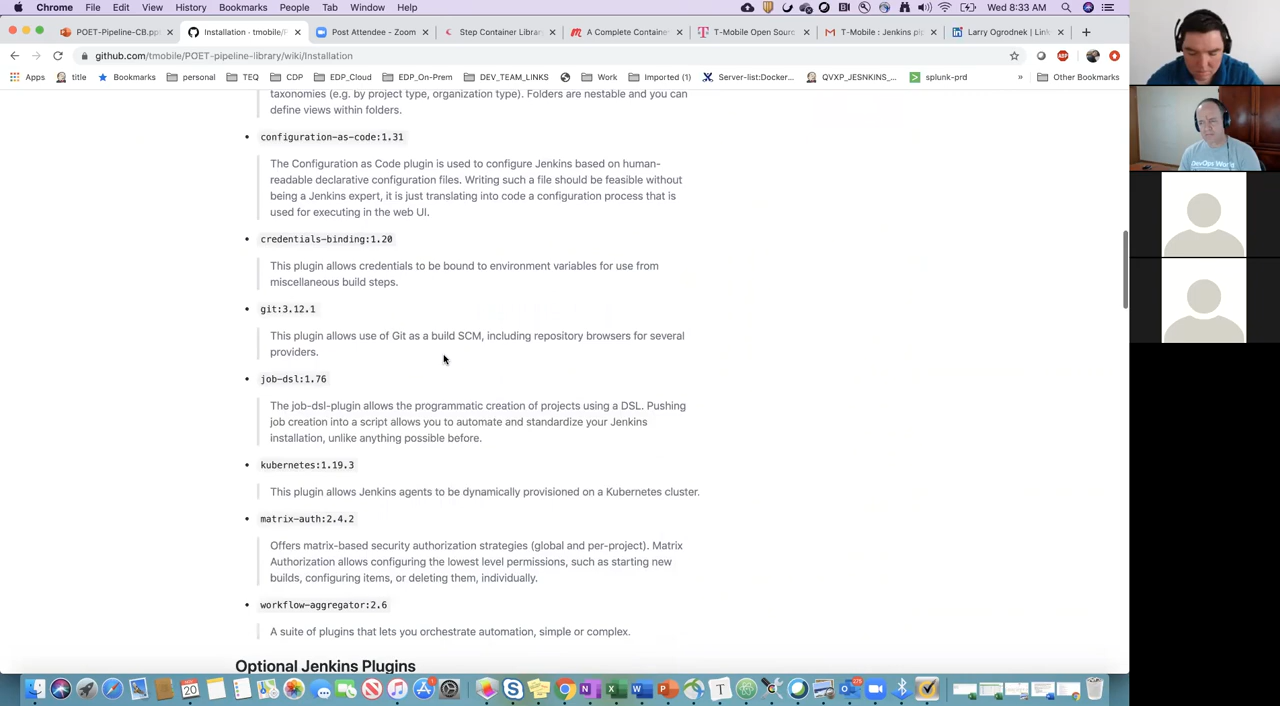 Chrome File Edit View History Bookmarks People Tab Window Help Wed 8:33 AM
POET-Pipeline-CB.pp
Installation · tmobile/P
Post Attendee - Zoom
Step Container Library
A Complete Container
T-Mobile Open Sourc
T-Mobile : Jenkins pl
Larry Ogrodnek | Lin
github.com/tmobile/POET-pipeline-library/wiki/Installation
ABP
Apps title Bookmarks personal TEQ CDP EDP_Cloud EDP_On-Prem DEV_TEAM_LINKS Work Imported (1) Server-list:Docker... QVXP_JESNKINS_... splunk-prd » Other Bookmarks
taxonomies (e.g. by project type, organization type). Folders are nestable and you can
define views within folders.
• configuration-as-code:1.31
The Configuration as Code plugin is used to configure Jenkins based on human-
readable declarative configuration files. Writing such a file should be feasible without
being a Jenkins expert, it is just translating into code a configuration process that is
used for executing in the web UI.
• credentials-binding:1.20
This plugin allows credentials to be bound to environment variables for use from
miscellaneous build steps.
• git:3.12.1
This plugin allows use of Git as a build SCM, including repository browsers for several
providers.
• job-dsl:1.76
The job-dsl-plugin allows the programmatic creation of projects using a DSL. Pushing
job creation into a script allows you to automate and standardize your Jenkins
installation, unlike anything possible before.
• kubernetes:1.19.3
This plugin allows Jenkins agents to be dynamically provisioned on a Kubernetes cluster.
• matrix-auth:2.4.2
Offers matrix-based security authorization strategies (global and per-project). Matrix
Authorization allows configuring the lowest level permissions, such as starting new
builds, configuring items, or deleting them, individually.
• workflow-aggregator:2.6
A suite of plugins that lets you orchestrate automation, simple or complex.
Optional Jenkins Plugins
DevOps World
20